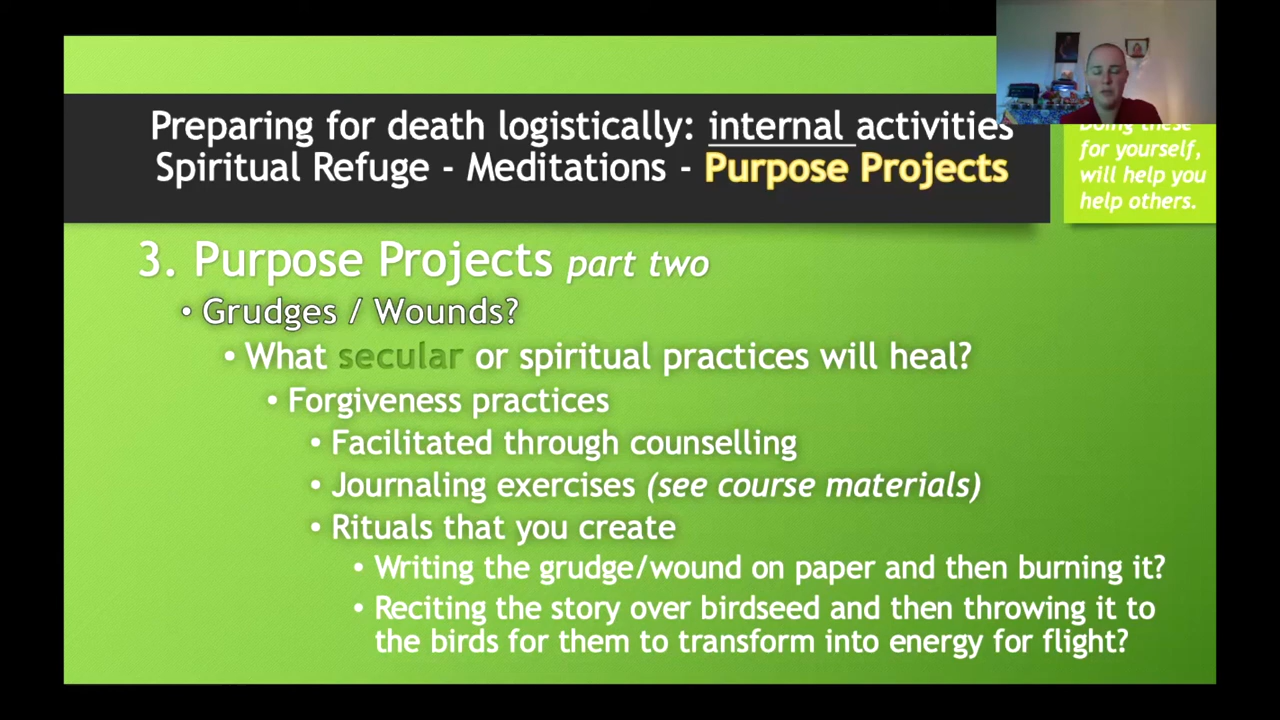 Preparing for death logistically: internal activities
Spiritual Refuge - Meditations - Purpose Projects
Doing these
for yourself,
will help you
help others.
3. Purpose Projects part two
• Grudges / Wounds?
• What secular or spiritual practices will heal?
• Forgiveness practices
• Facilitated through counselling
• Journaling exercises (see course materials)
• Rituals that you create
• Writing the grudge/wound on paper and then burning it?
• Reciting the story over birdseed and then throwing it to
the birds for them to transform into energy for flight?